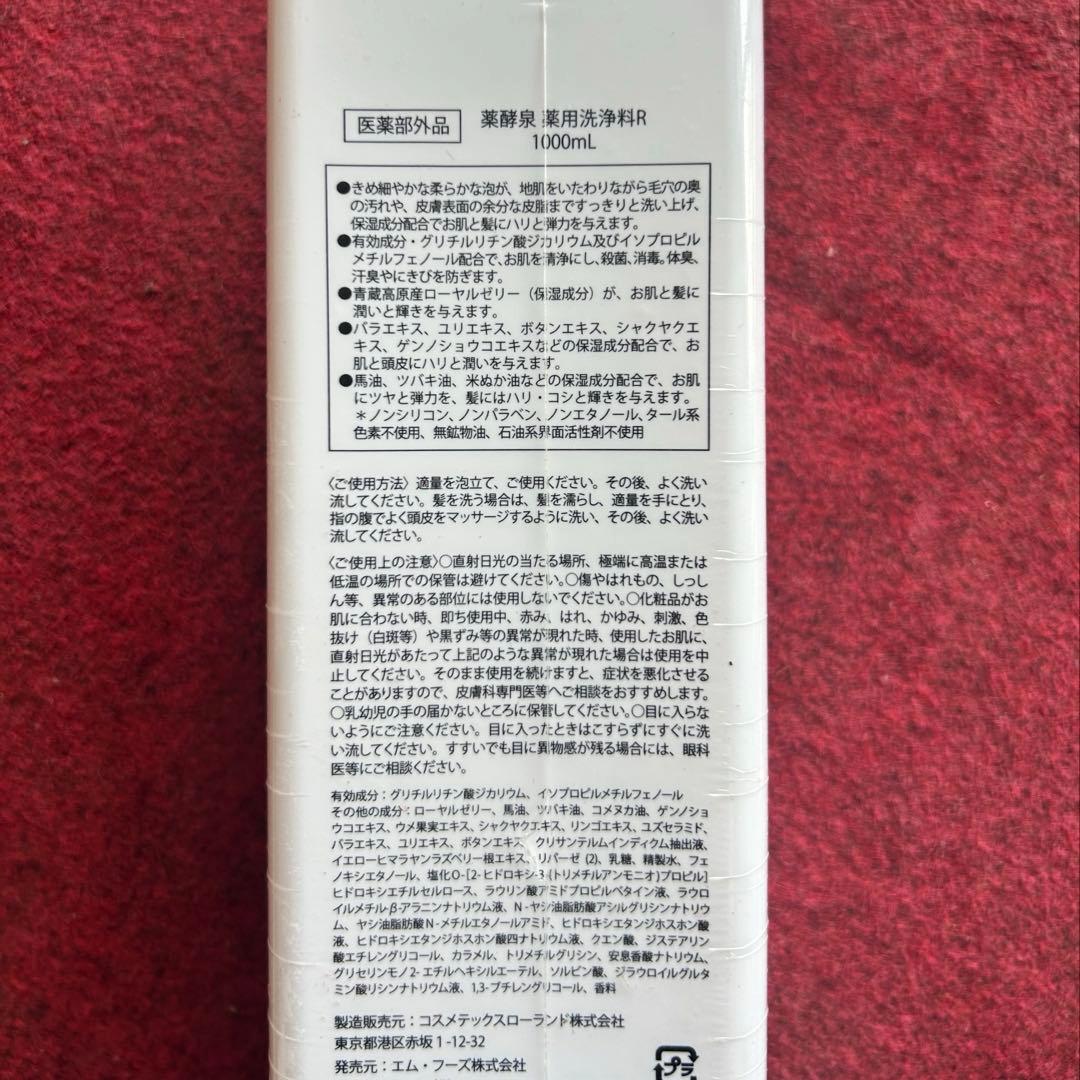 医薬部外品
薬酵泉 薬用洗浄料R
1000mL
●きめ細やかな柔らかな泡が、地肌をいたわりながら毛穴の奥
の汚れや、皮膚表面の余分な皮脂まですっきりと洗い上げ、
保湿成分配合でお肌と髪にハリと弾力を与えます。
●有効成分・グリチルリチン酸ジカリウム及びイソプロピル
メチルフェノール配合で、お肌を清浄にし、殺菌、消毒。体臭、
汗臭やにきびを防ぎます。
●青蔵高原産ローヤルゼリー（保湿成分）が、お肌と髪に
潤いと輝きを与えます。
●バラエキス、ユリエキス、ボタンエキス、シャクヤクエ
キス、ゲンノショウコエキスなどの保湿成分配合で、お
肌と頭皮にハリと潤いを与えます。
●馬油、ツバキ油、米ぬか油などの保湿成分配合で、お肌
にツヤと弾力を、髪にはハリ・コシと輝きを与えます。
＊ノンシリコン、ノンパラベン、ノンエタノール、タール系
色素不使用、無鉱物油、石油系界面活性剤不使用
〈ご使用方法〉適量を泡立て、ご使用ください。その後、よく洗い
流してください。髪を洗う場合は、髪を濡らし、適量を手にとり、
指の腹でよく頭皮をマッサージするように洗い、その後、よく洗い
流してください。
〈ご使用上の注意〉○直射日光の当たる場所、極端に高温または
低温の場所での保管は避けてください。○傷やはれもの、しっし
ん等、異常のある部位には使用しないでください。○化粧品がお
肌に合わない時、即ち使用中、赤み、はれ、かゆみ、刺激、色
抜け（白斑等）や黒ずみ等の異常が現れた時、使用したお肌に、
直射日光があたって上記のような異常が現れた場合は使用を中
止してください。そのまま使用を続けますと、症状を悪化させる
ことがありますので、皮膚科専門医等へご相談をおすすめします。
○乳幼児の手の届かないところに保管してください。○目に入らな
いようにご注意ください。目に入ったときはこすらずにすぐに洗
い流してください。すすいでも目に異物感が残る場合には、眼科
医等にご相談ください。
有効成分：グリチルリチン酸ジカリウム、イソプロピルメチルフェノール
その他の成分：ローヤルゼリー、馬油、ツバキ油、コメヌカ油、ゲンノショ
ウコエキス、ウメ果実エキス、シャクヤクエキス、リンゴエキス、ユズセラミド、
バラエキス、ユリエキス、ボタンエキス、クリサンテルムインディクム抽出液、
イエローヒマラヤンラズベリー根エキス、リパーゼ (2)、乳糖、精製水、フェ
ノキシエタノール、塩化O-[2-ヒドロキシ-3-(トリメチルアンモニオ)プロピル]
ヒドロキシエチルセルロース、ラウリン酸アミドプロピルベタイン液、ラウロ
イルメチル-β-アラニンナトリウム液、N-ヤシ油脂肪酸アシルグリシンナトリウ
ム、ヤシ油脂肪酸N-メチルエタノールアミド、ヒドロキシエタンジホスホン酸
液、ヒドロキシエタンジホスホン酸四ナトリウム液、クエン酸、ジステアリン
酸エチレングリコール、カラメル、トリメチルグリシン、安息香酸ナトリウム、
グリセリンモノ2-エチルヘキシルエーテル、ソルビン酸、ジラウロイルグルタ
ミン酸リシンナトリウム液、1,3-ブチレングリコール、香料
製造販売元：コスメテックスローランド株式会社
東京都港区赤坂1-12-32
発売元：エム・フーズ株式会社
プラ